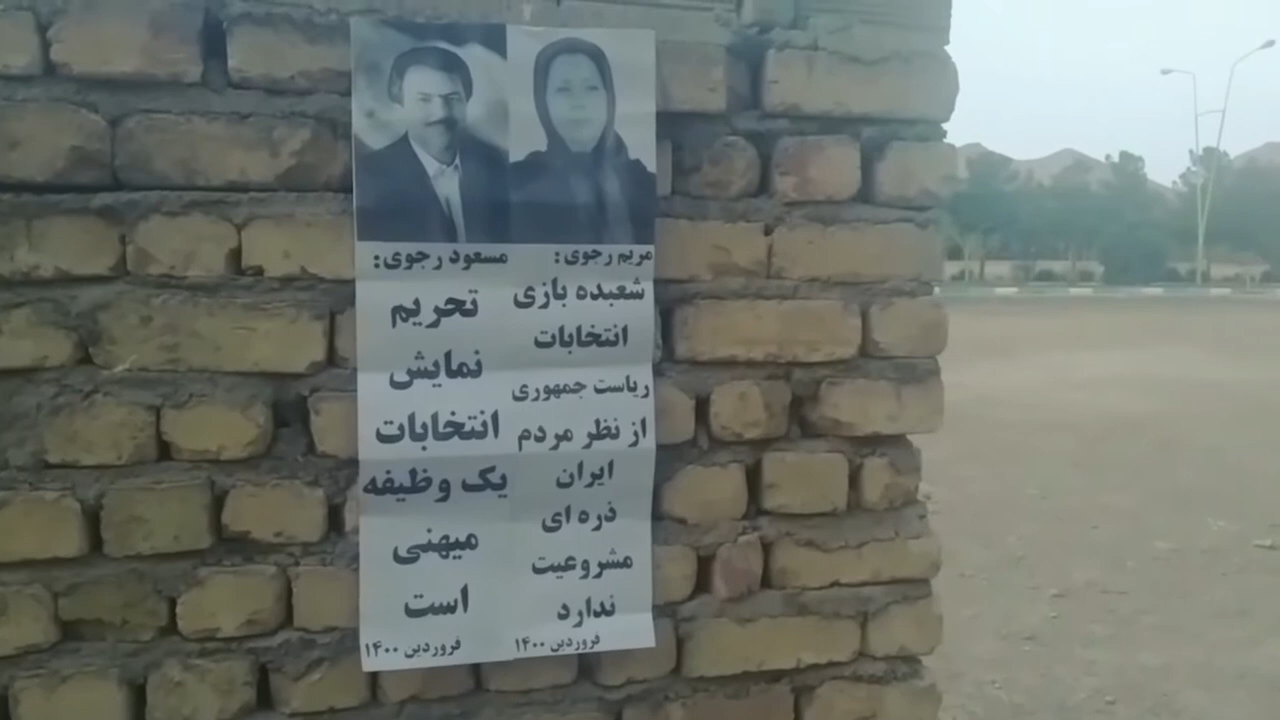 مریم رجوی:
شعبده بازی
انتخابات
ریاست جمهوری
از نظر مردم
ایران
ذره ای
مشروعیت
ندارد
فروردین ۱۴۰۰
مسعود رجوی:
تحریم
نمایش
انتخابات
یک وظیفه
میهنی
است
فروردین ۱۴۰۰